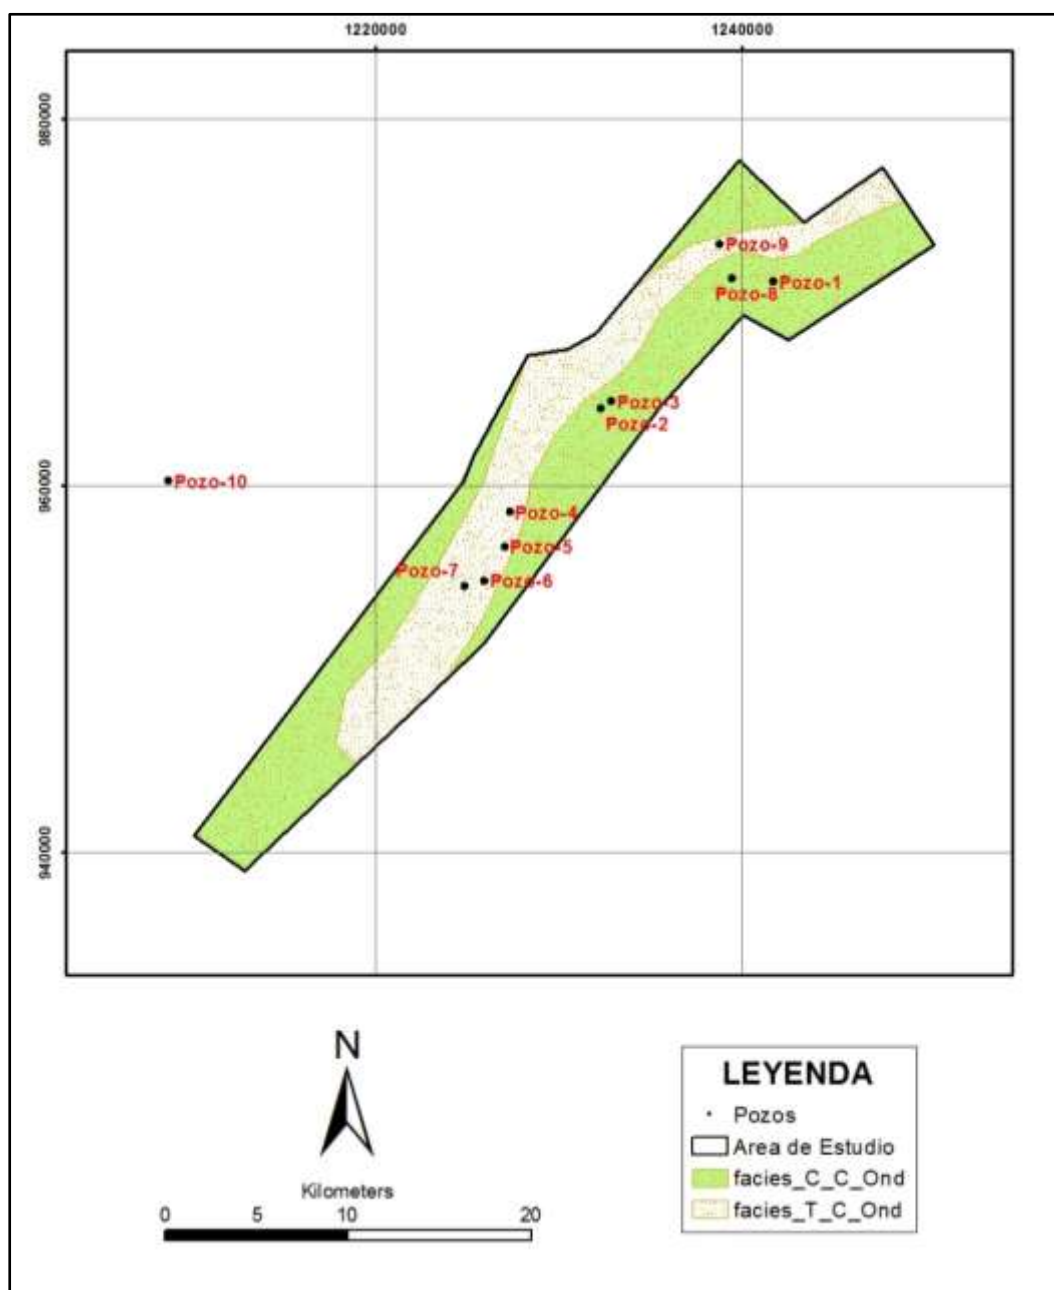 1220000 1240000
980000
Pozo-9
Pozo-8
Pozo-1
Pozo-3
Pozo-2
Pozo-10
960000
Pozo-4
Pozo-5
Pozo-7
Pozo-6
940000
N
Kilometers
0 5 10 20
LEYENDA
Pozos
Area de Estudio
facies_C_C_Ond
facies_T_C_Ond